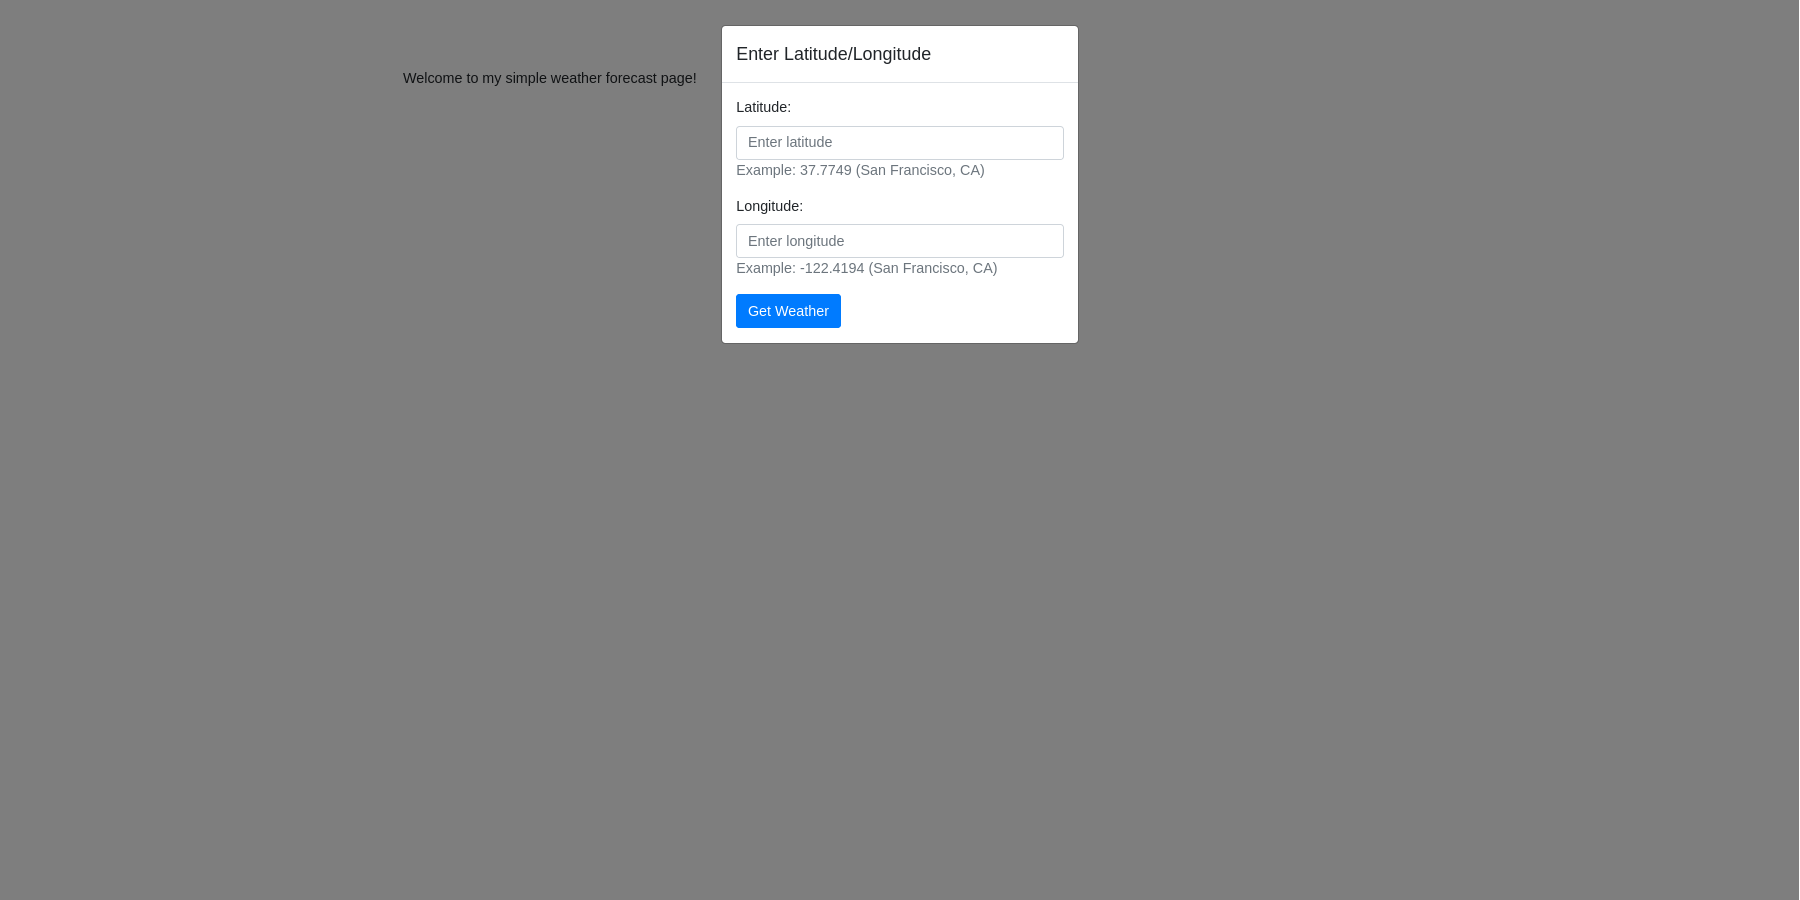 Enter Latitude/Longitude
Welcome to my simple weather forecast page!
Latitude:
Enter latitude
Example: 37.7749 (San Francisco, CA)
Longitude:
Enter longitude
Example: -122.4194 (San Francisco, CA)
Get Weather